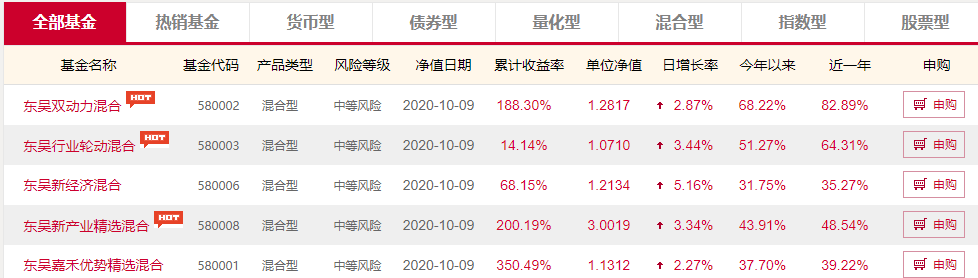 全部基金 热销基金 货币型 债券型 量化型 混合型 指数型 股票型
基金名称 基金代码 产品类型 风险等级 净值日期 累计收益率 单位净值 日增长率 今年以来 近一年 申购
东吴双动力混合 HOT 580002 混合型 中等风险 2020-10-09 188.30% 1.2817 2.87% 68.22% 82.89% 申购
东吴行业轮动混合 HOT 580003 混合型 中等风险 2020-10-09 14.14% 1.0710 3.44% 51.27% 64.31% 申购
东吴新经济混合 580006 混合型 中等风险 2020-10-09 68.15% 1.2134 5.16% 31.75% 35.27% 申购
东吴新产业精选混合 HOT 580008 混合型 中等风险 2020-10-09 200.19% 3.0019 3.34% 43.91% 48.54% 申购
东吴嘉禾优势精选混合 580001 混合型 中等风险 2020-10-09 350.49% 1.1312 2.27% 37.70% 39.22% 申购